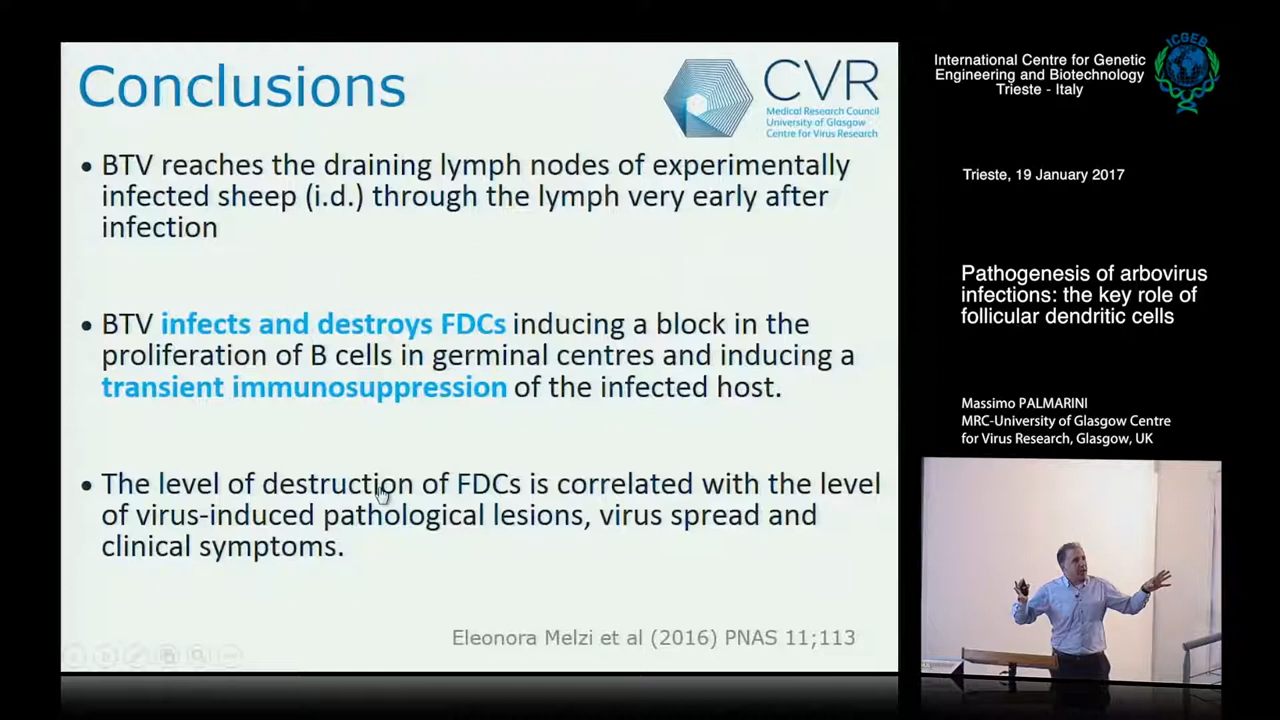 Conclusions
CVR
Medical Research Council
University of Glasgow
Centre for Virus Research
• BTV reaches the draining lymph nodes of experimentally
infected sheep (i.d.) through the lymph very early after
infection
• BTV infects and destroys FDCs inducing a block in the
proliferation of B cells in germinal centres and inducing a
transient immunosuppression of the infected host.
• The level of destruction of FDCs is correlated with the level
of virus-induced pathological lesions, virus spread and
clinical symptoms.
Eleonora Melzi et al (2016) PNAS 11;113
International Centre for Genetic
Engineering and Biotechnology
Trieste - Italy
ICGEB
Trieste, 19 January 2017
Pathogenesis of arbovirus
infections: the key role of
follicular dendritic cells
Massimo PALMARINI
MRC-University of Glasgow Centre
for Virus Research, Glasgow, UK